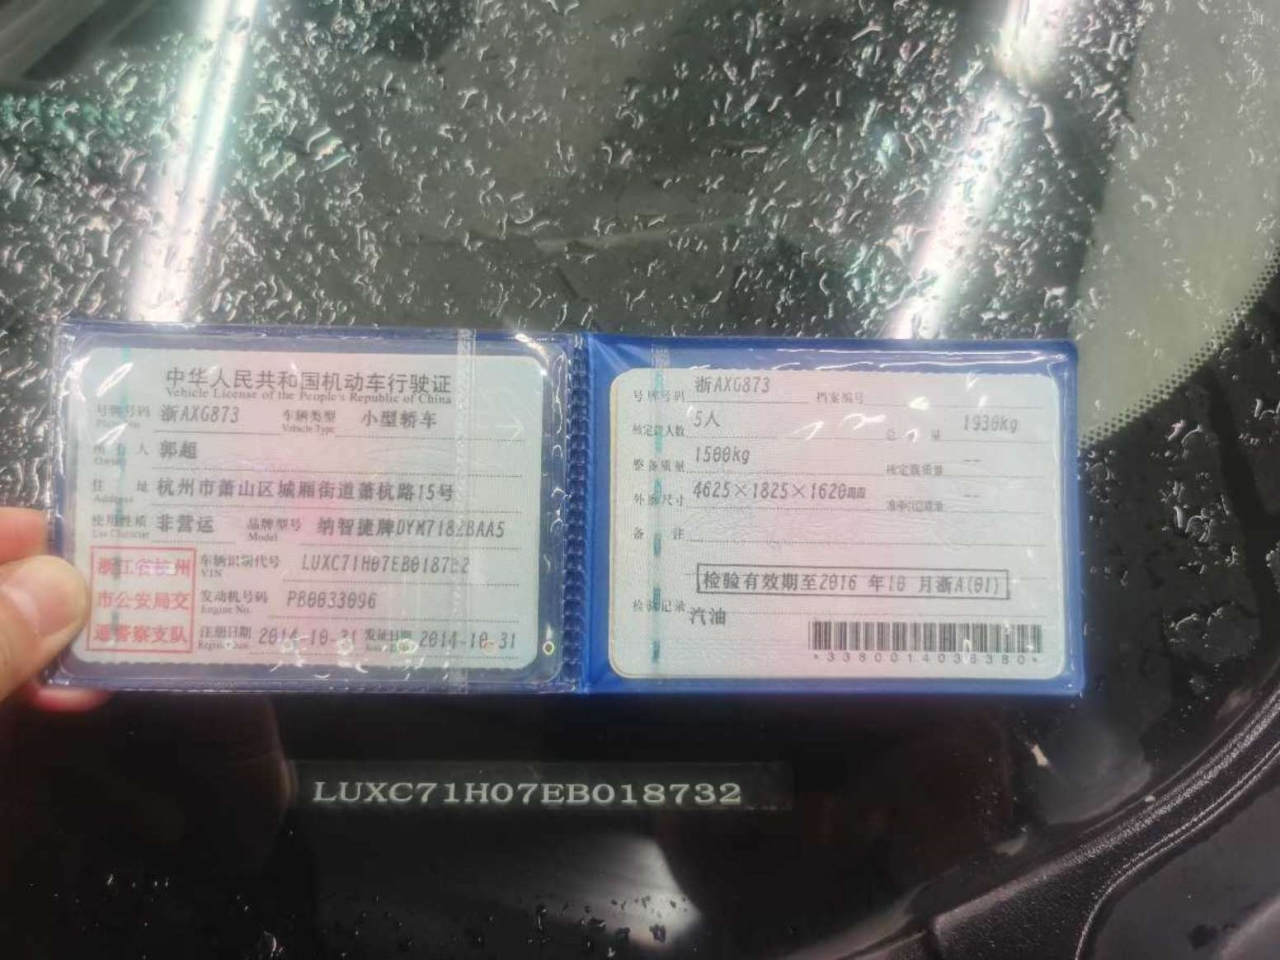 中华人民共和国机动车行驶证
Vehicle License of the People's Republic of China
号牌号码 浙AXG873 车辆类型 小型轿车
Vehicle Type
人 郭超
住 址 杭州市萧山区城厢街道萧杭路15号
Address
使用性质 非营运 品牌型号 纳智捷牌DYM7182BAA5
Use Character Model
浙江省杭州
市公安局交
通警察支队
车辆识别代号 LUXC71H07EB018732
VIN
发动机号码 PB0033096
Engine No.
注册日期 2014-10-31 发证日期 2014-10-31
号牌号码 浙AXG873 档案编号
核定载人数 5人 总 量 1930kg
整备质量 1500kg 核定载质量 --
外廓尺寸 4625×1825×1620 --
备 注
检验有效期至2016 年10 月浙A(01)
检验记录 汽油
*3380014036380*
LUXC71H07EB018732